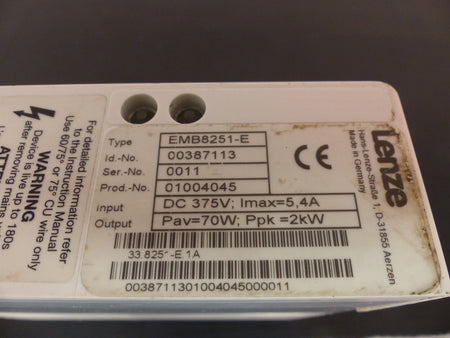 Type EMB8251-E
Id.-No. 00387113
Ser.-No. 0011
Prod.-No. 01004045
input DC 375V; Imax=5,4A
Output Pav=70W; Ppk =2kW
33.8251-E.1A
0038711301004045000011
CE
Lenze
Hans-Lenze-Straße 1, D-31855 Aerzen
Made in Germany
For detailed Information refer
to the Instruction Manual
Use 60/75° or 75° CU wire only
WARNING
Device is live up to 180s
after removing mains